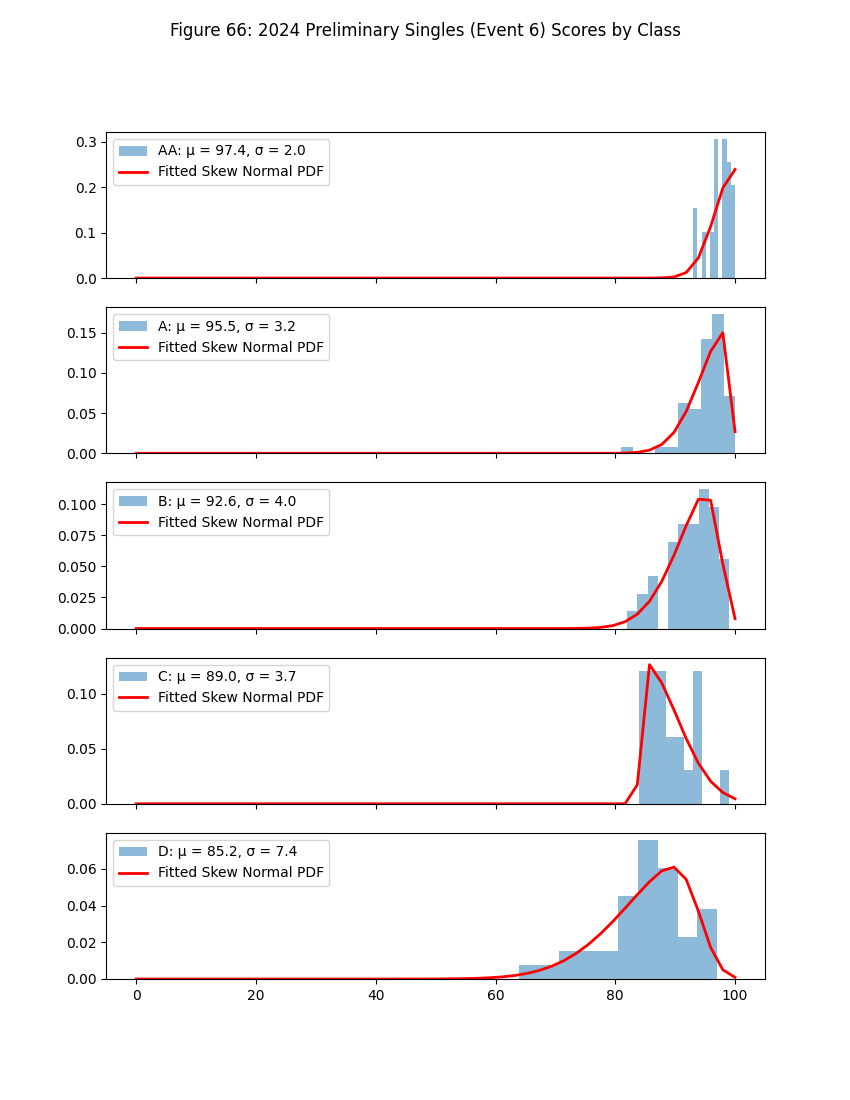 Figure 66: 2024 Preliminary Singles (Event 6) Scores by Class
0.3
0.2
0.1
0.0
AA: μ = 97.4, σ = 2.0
Fitted Skew Normal PDF
0.15
0.10
0.05
0.00
A: μ = 95.5, σ = 3.2
Fitted Skew Normal PDF
0.100
0.075
0.050
0.025
0.000
B: μ = 92.6, σ = 4.0
Fitted Skew Normal PDF
0.10
0.05
0.00
C: μ = 89.0, σ = 3.7
Fitted Skew Normal PDF
0.06
0.04
0.02
0.00
D: μ = 85.2, σ = 7.4
Fitted Skew Normal PDF
0 20 40 60 80 100